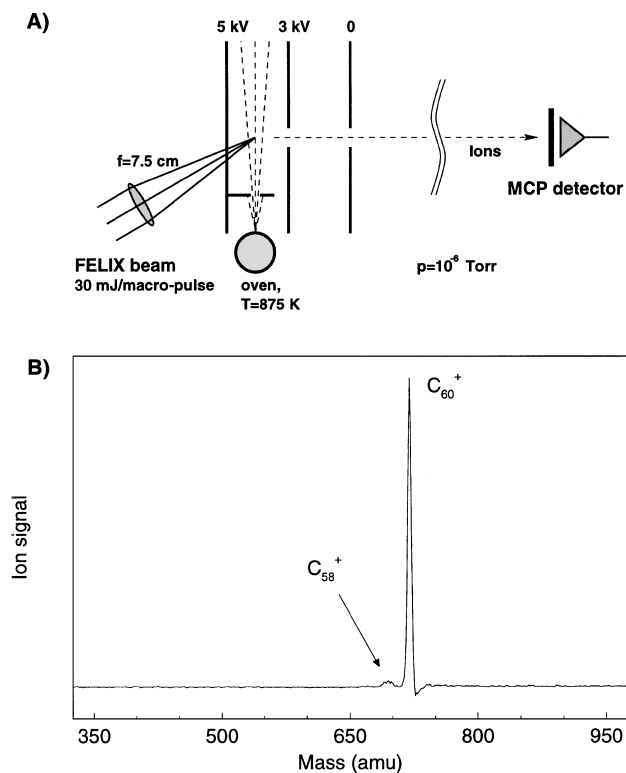 A)
5 kV 3 kV 0
f=7.5 cm
Ions
MCP detector
FELIX beam
30 mJ/macro-pulse
oven,
T=875 K
p=10⁻⁶ Torr
B)
C₆₀⁺
C₅₈⁺
Ion signal
350 500 650 800 950
Mass (amu)